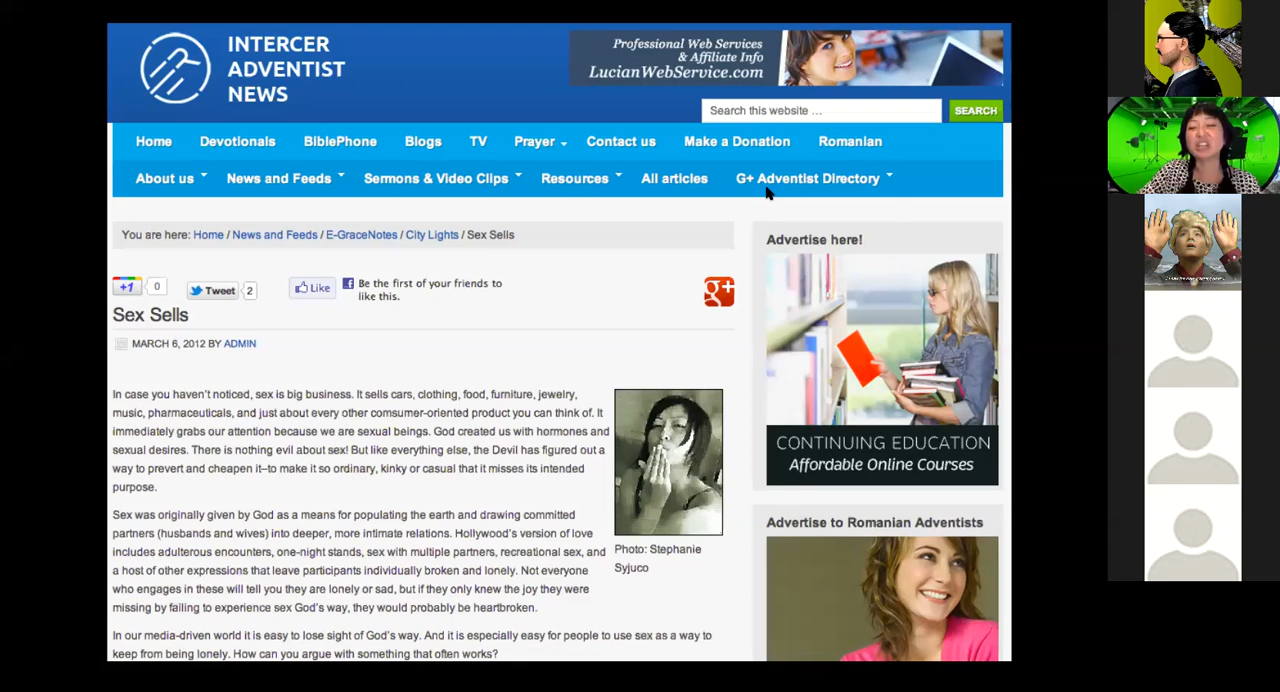 INTERCER
ADVENTIST
NEWS
Professional Web Services
& Affiliate Info
LucianWebService.com
Search this website ...
SEARCH
Home
Devotionals
BiblePhone
Blogs
TV
Prayer
Contact us
Make a Donation
Romanian
About us
News and Feeds
Sermons & Video Clips
Resources
All articles
G+ Adventist Directory
You are here: Home / News and Feeds / E-GraceNotes / City Lights / Sex Sells
+1
0
Tweet
2
Like
Be the first of your friends to
like this.
g+
Sex Sells
MARCH 6, 2012 BY ADMIN
In case you haven't noticed, sex is big business. It sells cars, clothing, food, furniture, jewelry,
music, pharmaceuticals, and just about every other comsumer-oriented product you can think of. It
immediately grabs our attention because we are sexual beings. God created us with hormones and
sexual desires. There is nothing evil about sex! But like everything else, the Devil has figured out a
way to prevert and cheapen it–to make it so ordinary, kinky or casual that it misses its intended
purpose.
Sex was originally given by God as a means for populating the earth and drawing committed
partners (husbands and wives) into deeper, more intimate relations. Hollywood's version of love
includes adulterous encounters, one-night stands, sex with multiple partners, recreational sex, and
a host of other expressions that leave participants individually broken and lonely. Not everyone
who engages in these will tell you they are lonely or sad, but if they only knew the joy they were
missing by failing to experience sex God's way, they would probably be heartbroken.
In our media-driven world it is easy to lose sight of God's way. And it is especially easy for people to use sex as a way to
keep from being lonely. How can you argue with something that often works?
Photo: Stephanie
Syjuco
Advertise here!
CONTINUING EDUCATION
Affordable Online Courses
Advertise to Romanian Adventists